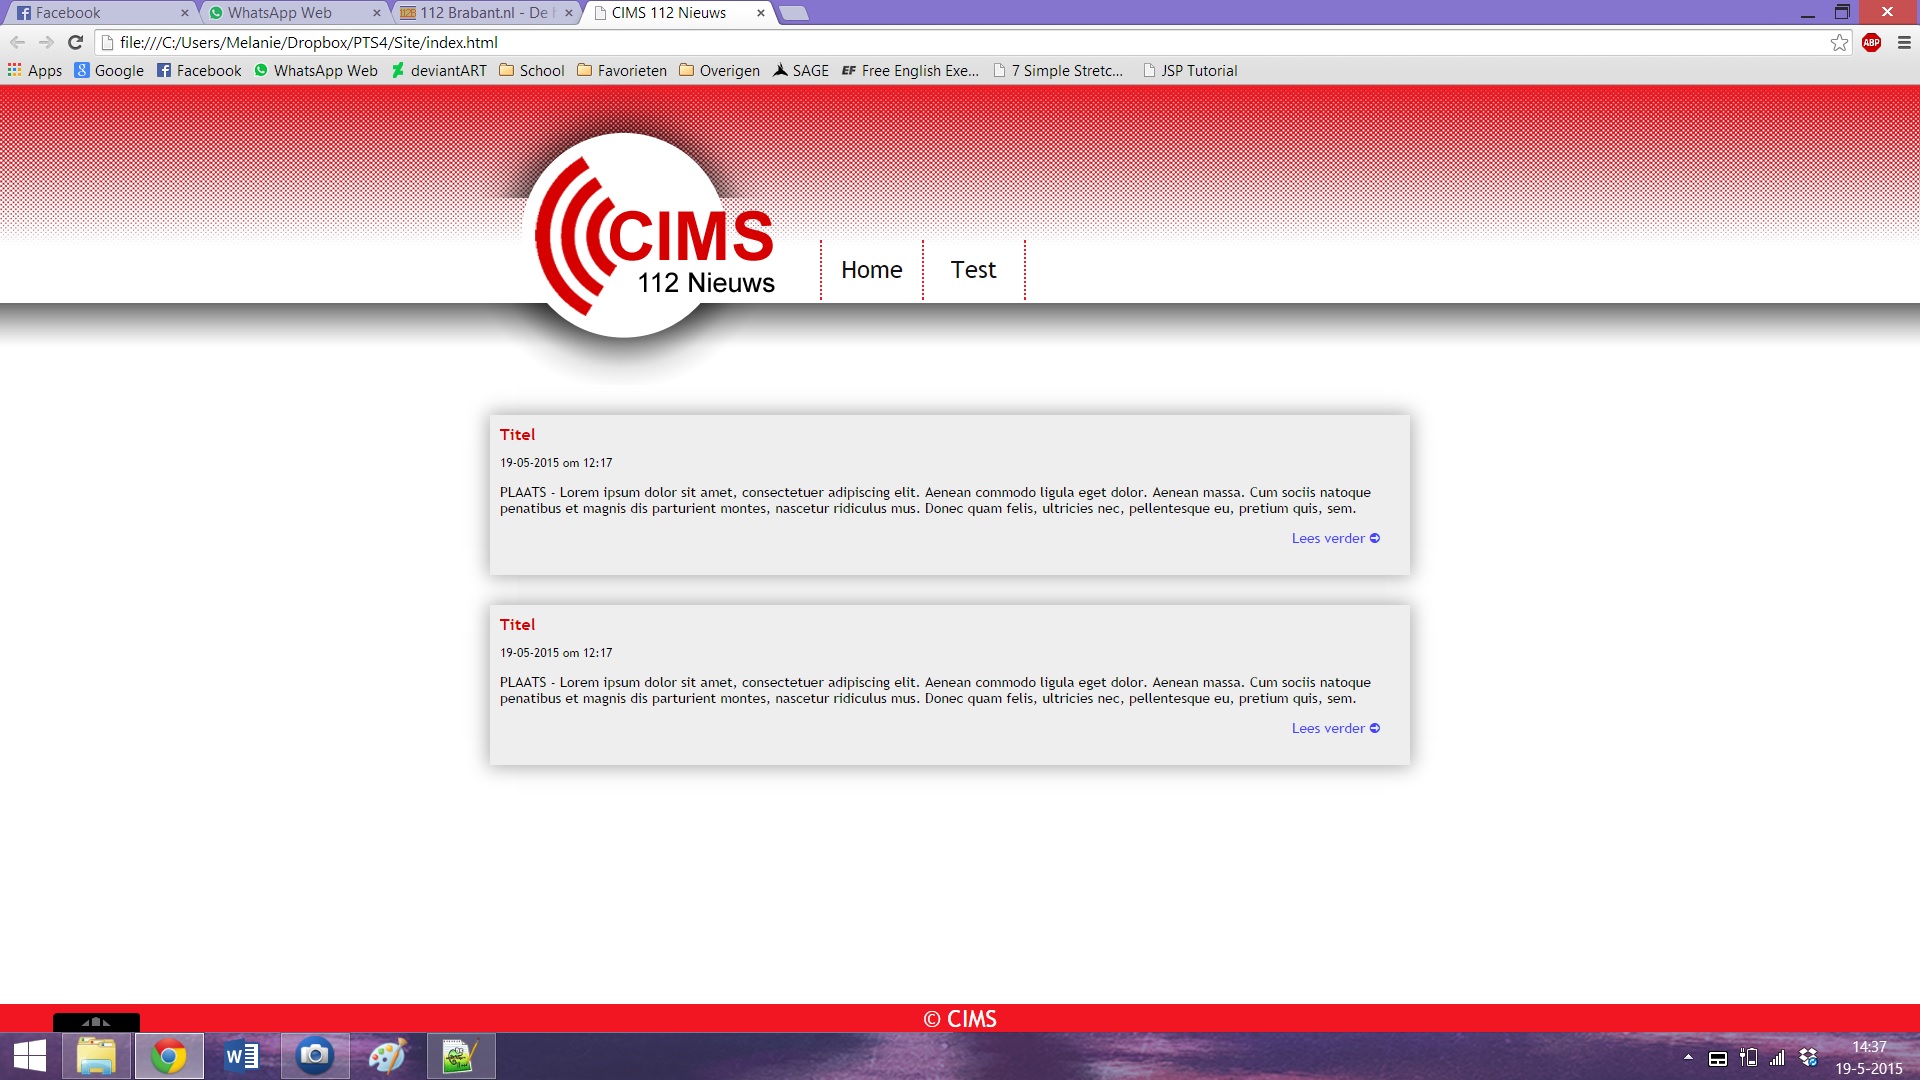 Facebook
WhatsApp Web
112 Brabant.nl - De h
CIMS 112 Nieuws
file:///C:/Users/Melanie/Dropbox/PTS4/Site/index.html
ABP
Apps
Google
Facebook
WhatsApp Web
deviantART
School
Favorieten
Overigen
SAGE
EF Free English Exe...
7 Simple Stretc...
JSP Tutorial
CIMS
112 Nieuws
Home
Test
Titel
19-05-2015 om 12:17
PLAATS - Lorem ipsum dolor sit amet, consectetuer adipiscing elit. Aenean commodo ligula eget dolor. Aenean massa. Cum sociis natoque
penatibus et magnis dis parturient montes, nascetur ridiculus mus. Donec quam felis, ultricies nec, pellentesque eu, pretium quis, sem.
Lees verder
Titel
19-05-2015 om 12:17
PLAATS - Lorem ipsum dolor sit amet, consectetuer adipiscing elit. Aenean commodo ligula eget dolor. Aenean massa. Cum sociis natoque
penatibus et magnis dis parturient montes, nascetur ridiculus mus. Donec quam felis, ultricies nec, pellentesque eu, pretium quis, sem.
Lees verder
© CIMS
14:37
19-5-2015